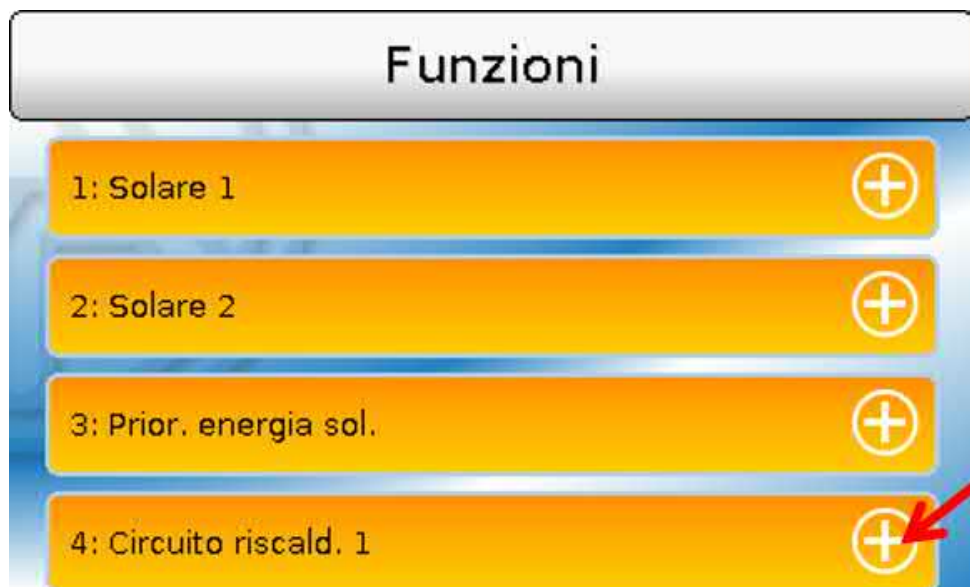 Funzioni
1: Solare 1
2: Solare 2
3: Prior. energia sol.
4: Circuito riscald. 1